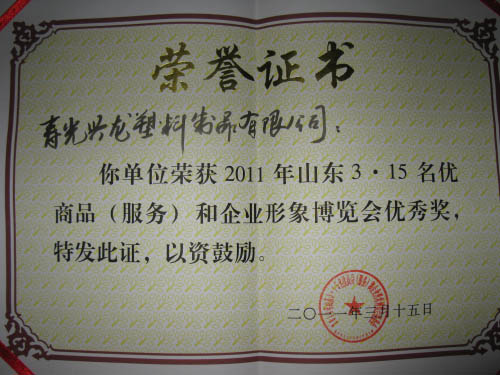 荣誉证书
寿光兴龙塑料制品有限公司：
你单位荣获2011年山东3·15名优
商品（服务）和企业形象博览会优秀奖，
特发此证，以资鼓励。
二〇一一年三月十五日